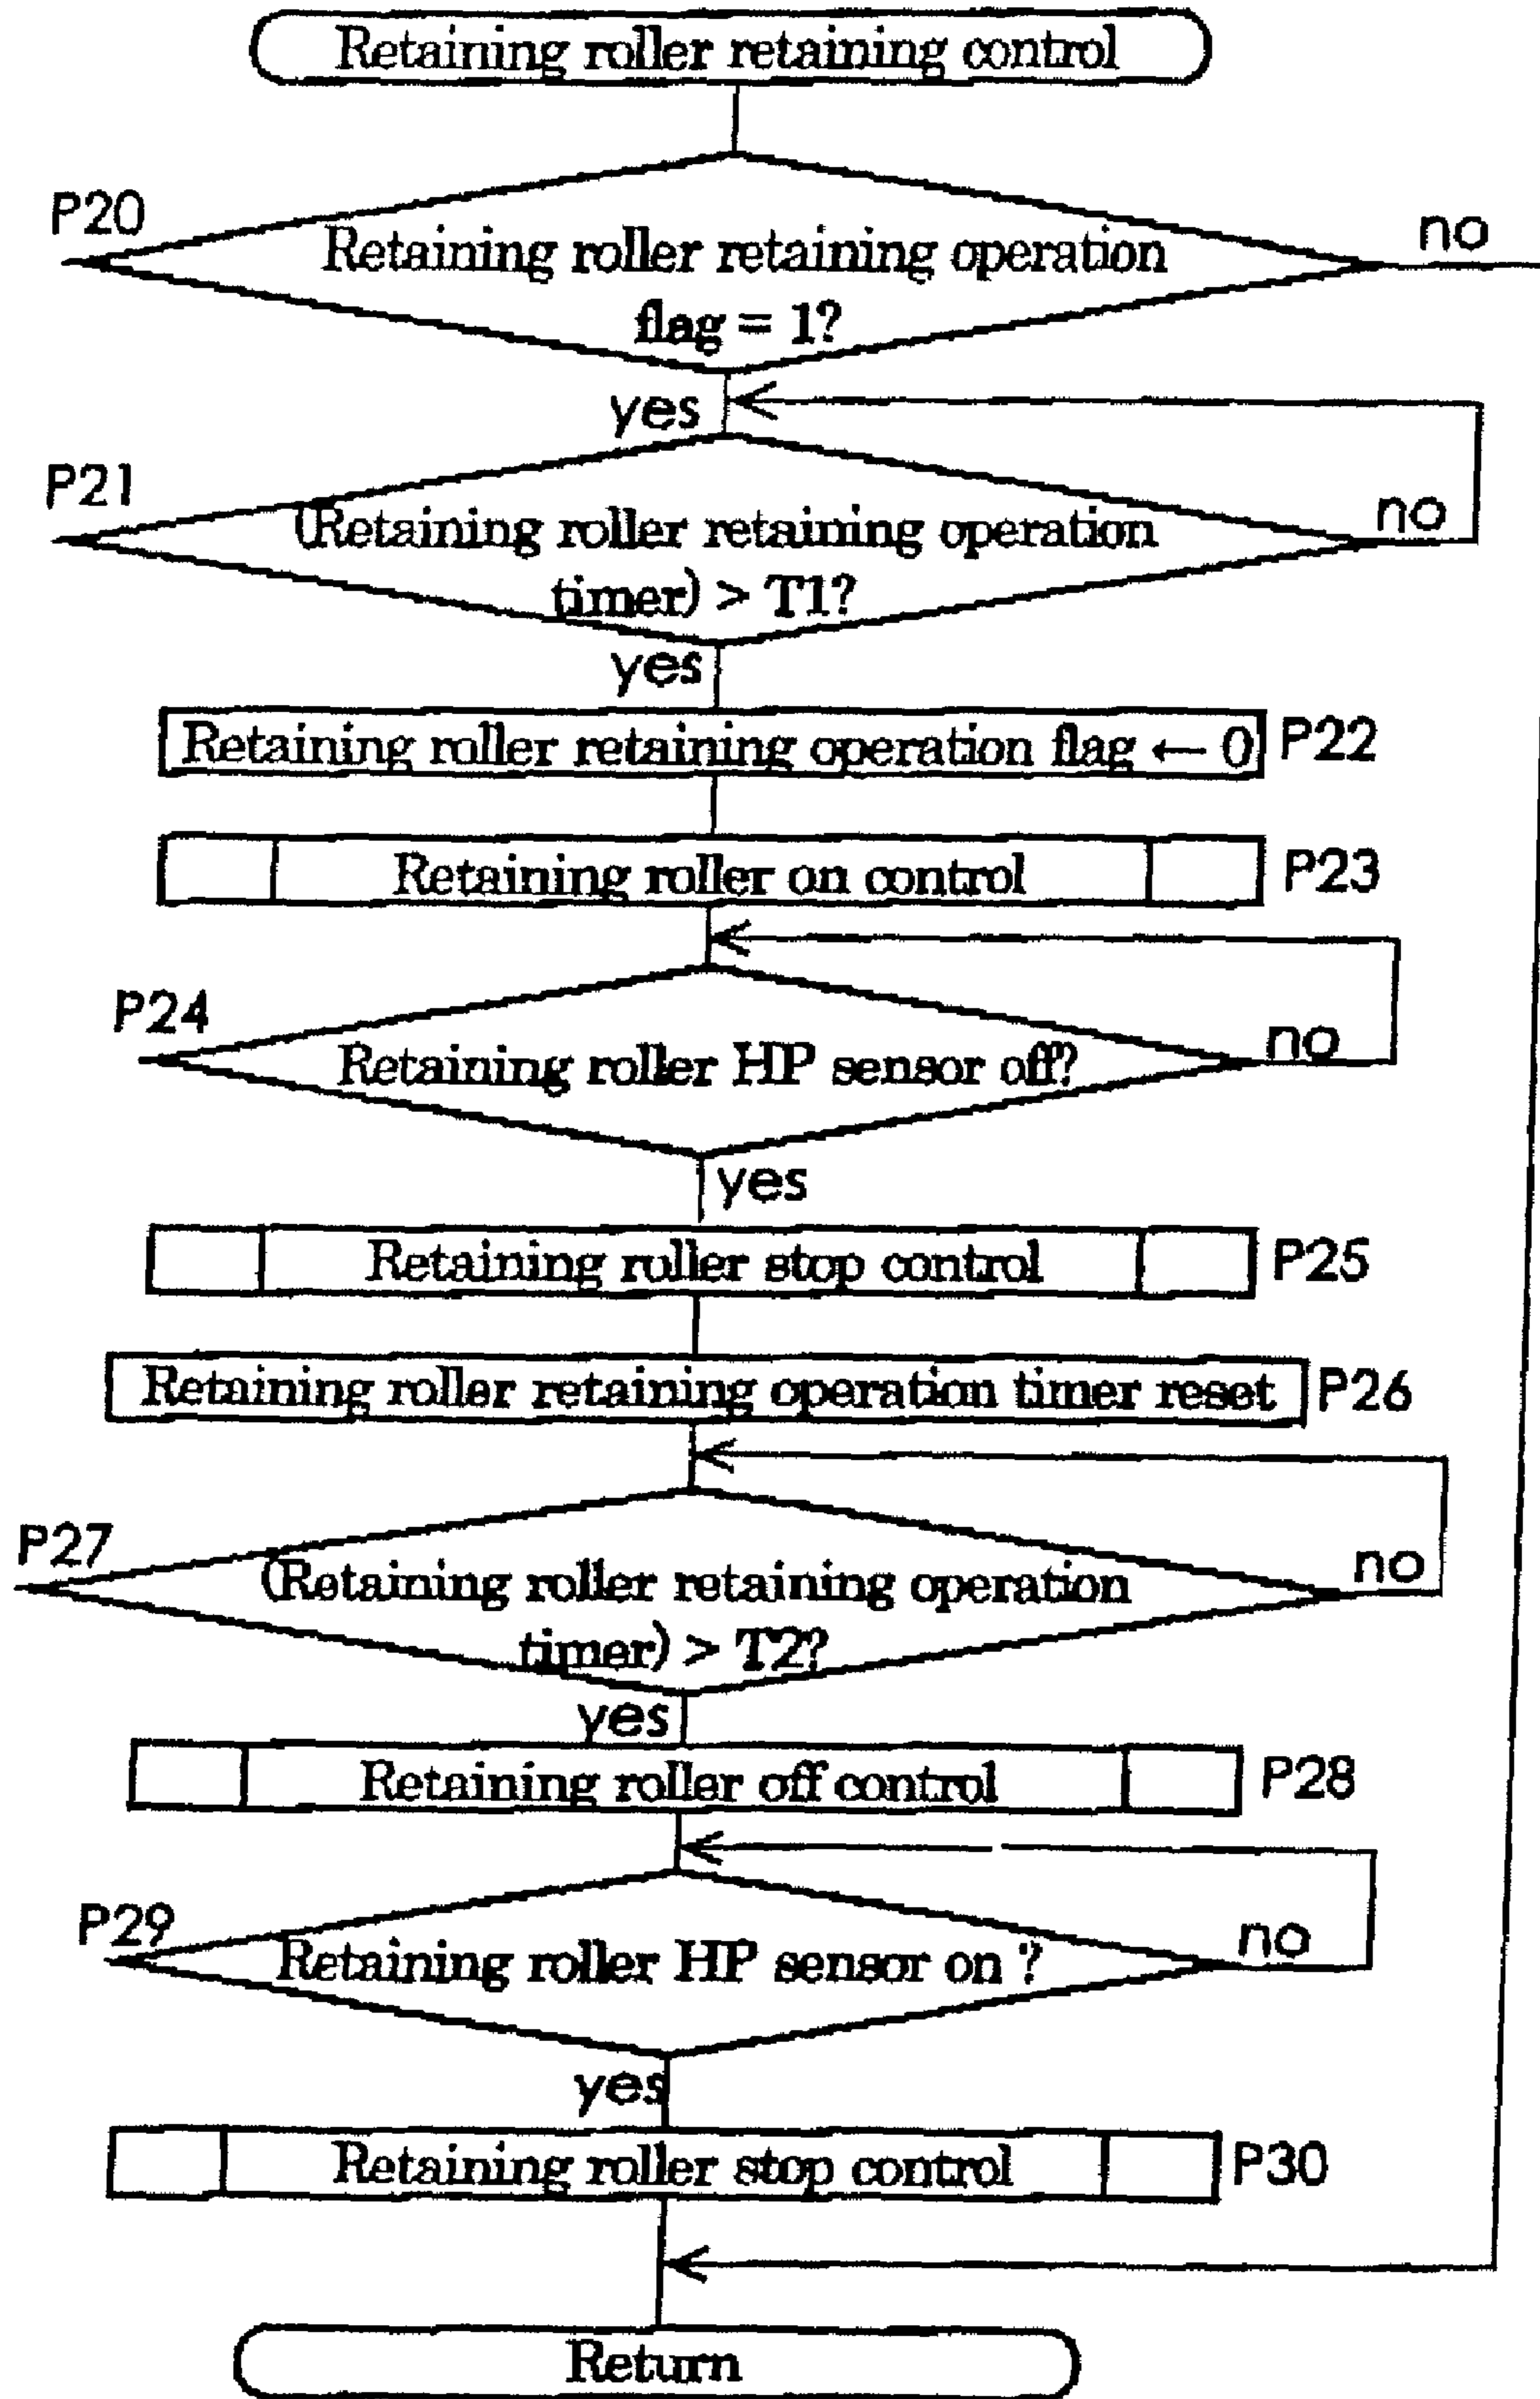 Retaining roller retaining control
P20
Retaining roller retaining operation
flag = 1?
no
yes
P21
(Retaining roller retaining operation
timer) > T1?
no
yes
Retaining roller retaining operation flag ← 0
P22
Retaining roller on control
P23
P24
Retaining roller HP sensor off?
no
yes
Retaining roller stop control
P25
Retaining roller retaining operation timer reset
P26
P27
(Retaining roller retaining operation
timer) > T2?
no
yes
Retaining roller off control
P28
P29
Retaining roller HP sensor on ?
no
yes
Retaining roller stop control
P30
Return